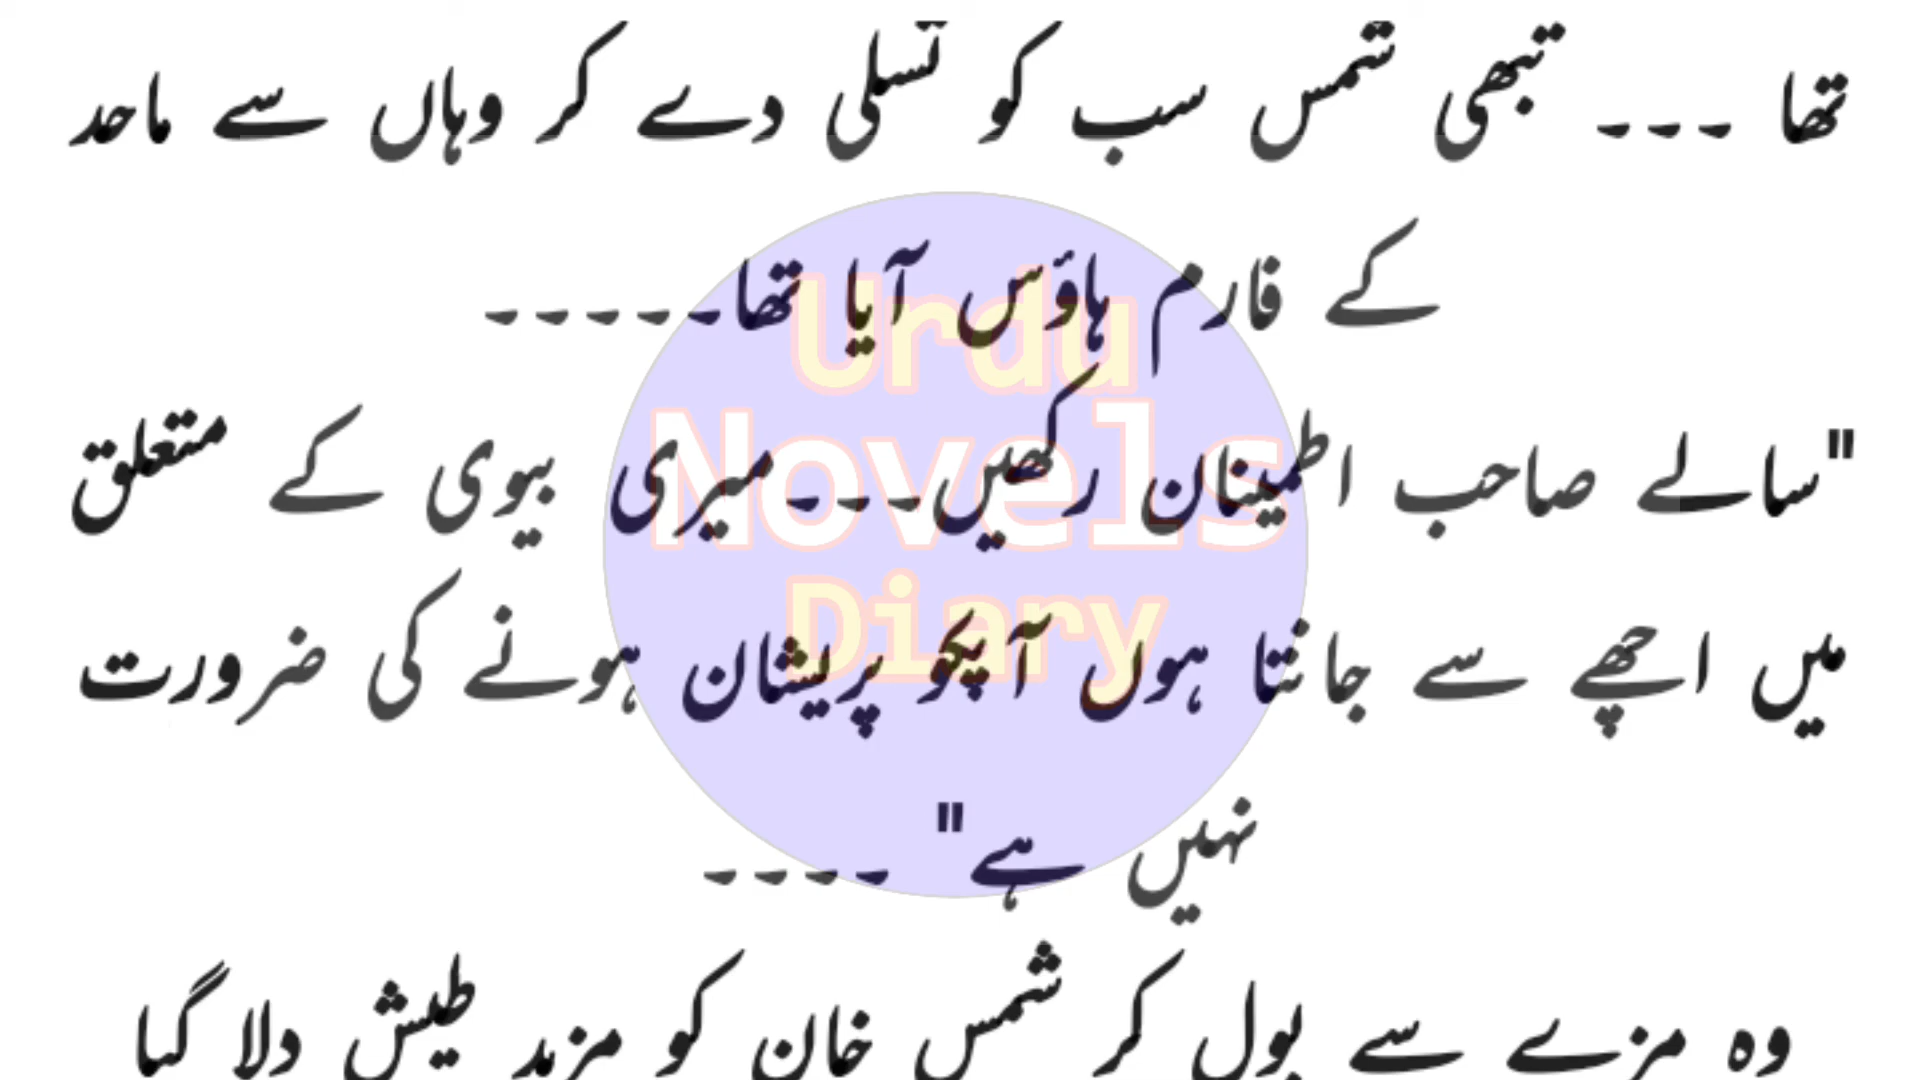 تھا ۔۔۔ تبھی شمس سب کو تسلی دے کر وہاں سے ماحد
کے فارم ہاؤس آیا تھا۔۔۔۔۔
"سالے صاحب اطمینان رکھیں۔۔۔میری بیوی کے متعلق
میں اچھے سے جانتا ہوں آپکو پریشان ہونے کی ضرورت
نہیں ہے" ۔۔۔۔
وہ مزے سے بول کر شمس خان کو مزید طیش دلا گیا
Urdu
Novels
Diary